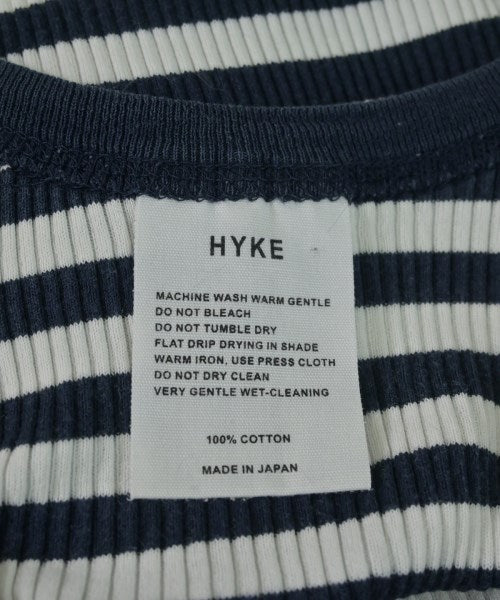 HYKE
MACHINE WASH WARM GENTLE
DO NOT BLEACH
DO NOT TUMBLE DRY
FLAT DRIP DRYING IN SHADE
WARM IRON, USE PRESS CLOTH
DO NOT DRY CLEAN
VERY GENTLE WET-CLEANING
100% COTTON
MADE IN JAPAN